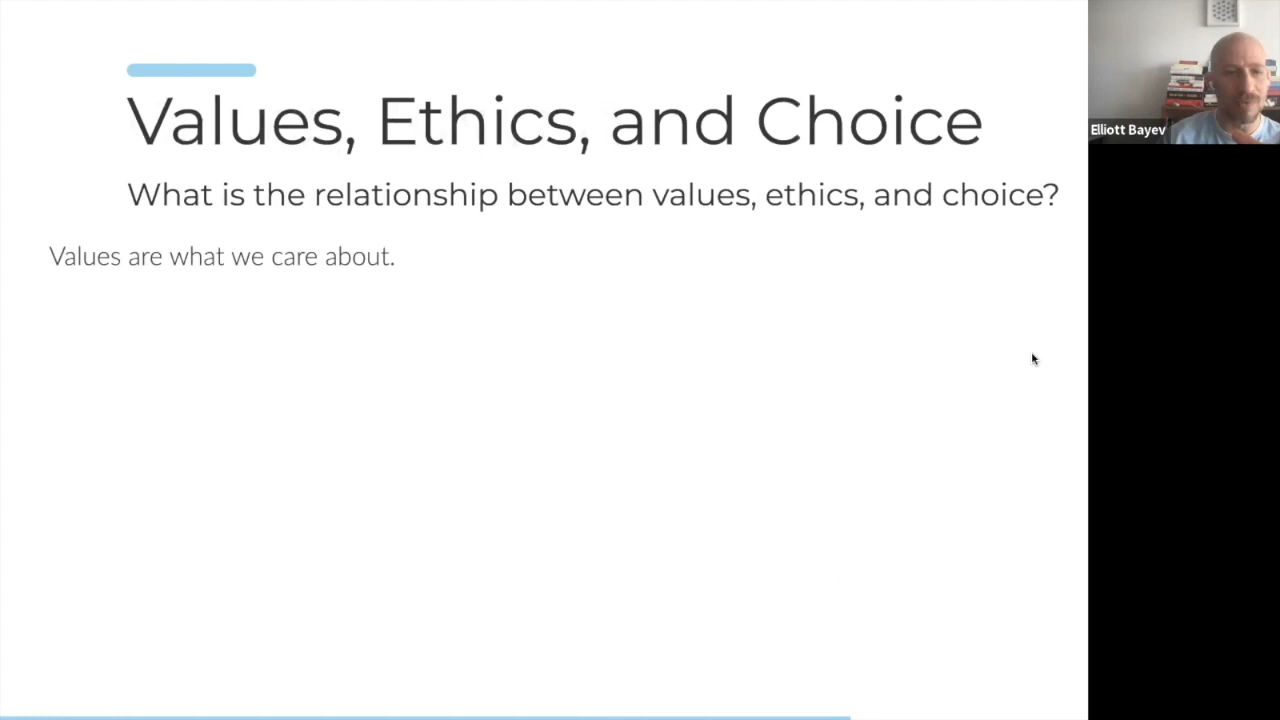 Values, Ethics, and Choice
What is the relationship between values, ethics, and choice?
Values are what we care about.
Elliott Bayev